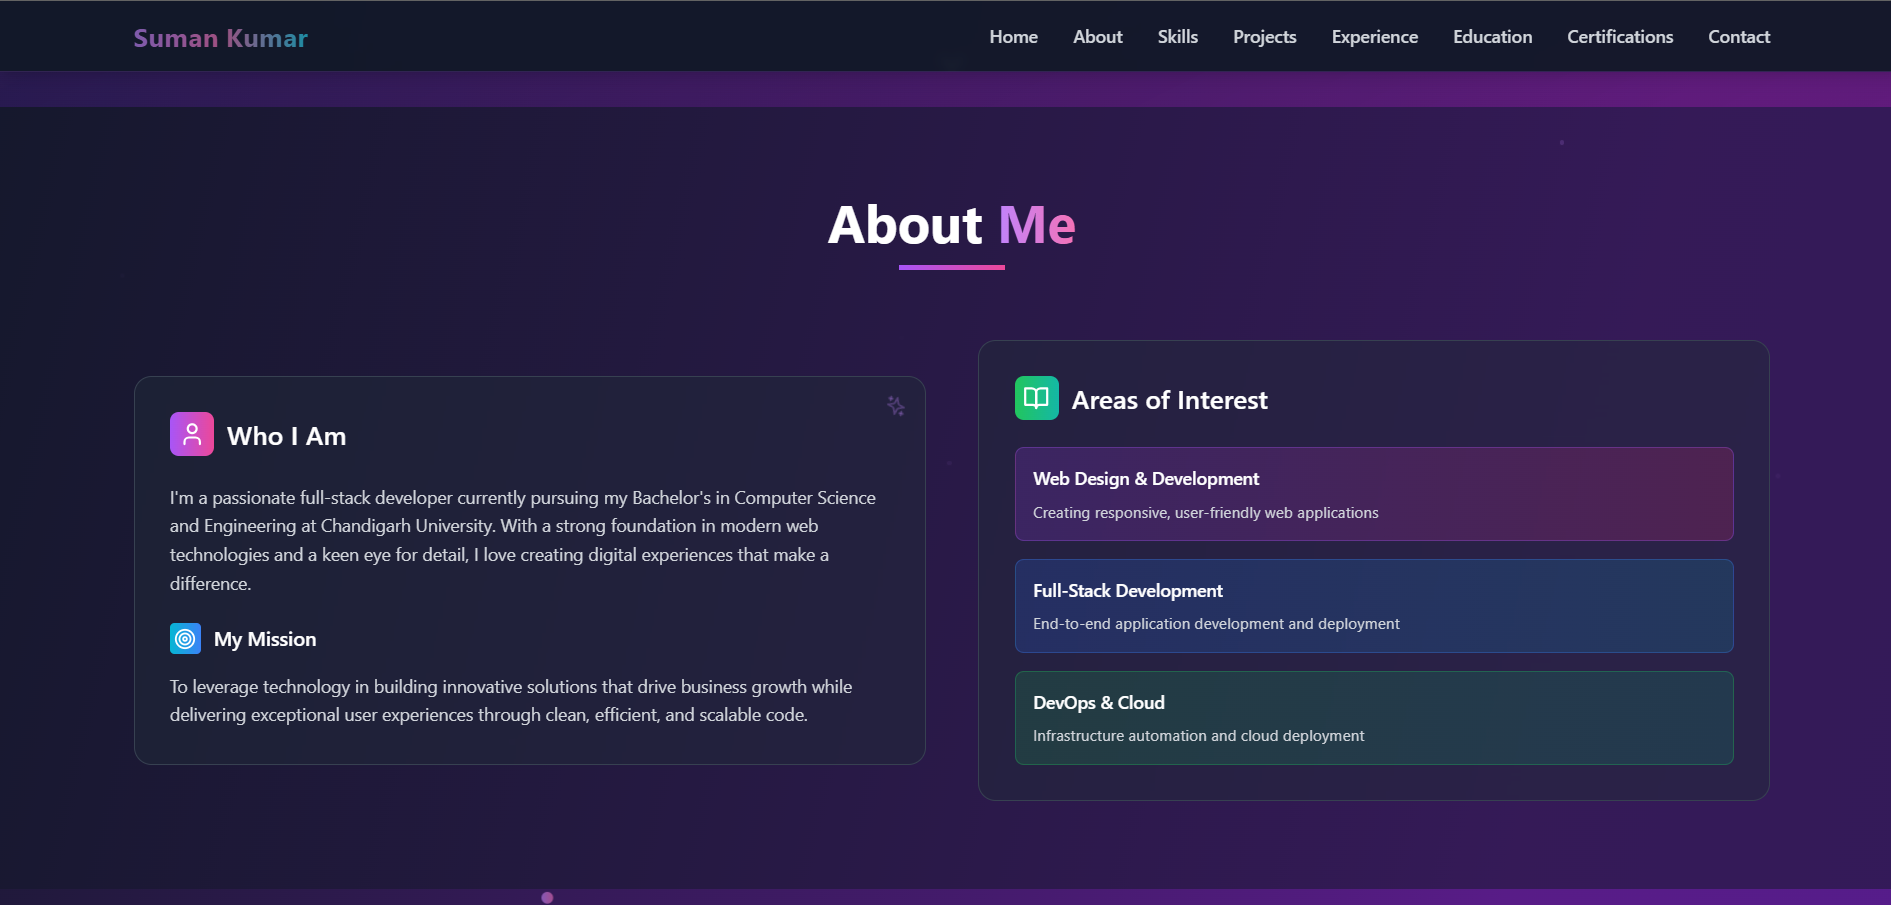 Suman Kumar
Home About Skills Projects Experience Education Certifications Contact
About Me
Who I Am
I'm a passionate full-stack developer currently pursuing my Bachelor's in Computer Science
and Engineering at Chandigarh University. With a strong foundation in modern web
technologies and a keen eye for detail, I love creating digital experiences that make a
difference.
My Mission
To leverage technology in building innovative solutions that drive business growth while
delivering exceptional user experiences through clean, efficient, and scalable code.
Areas of Interest
Web Design & Development
Creating responsive, user-friendly web applications
Full-Stack Development
End-to-end application development and deployment
DevOps & Cloud
Infrastructure automation and cloud deployment